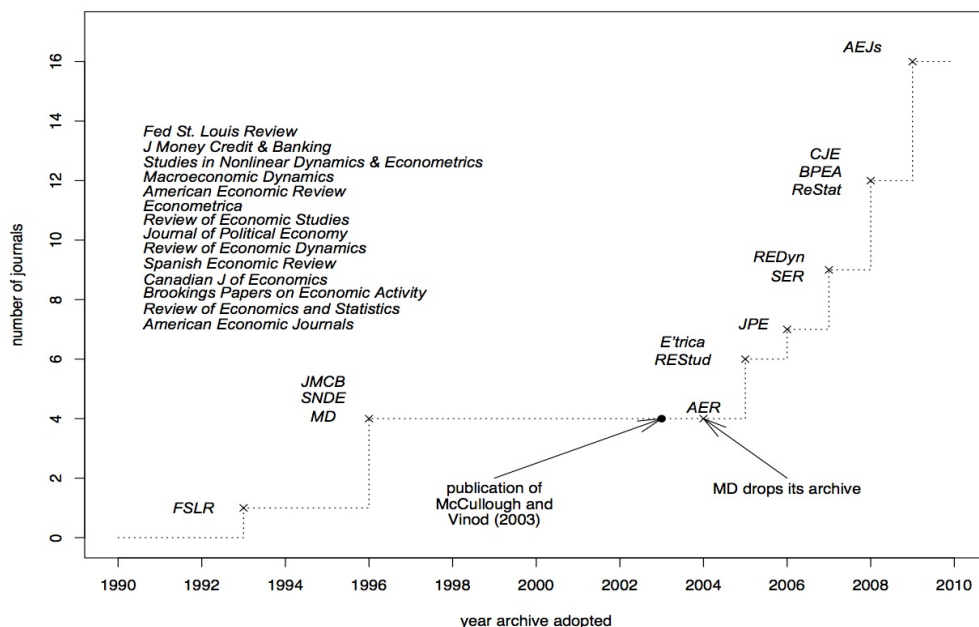 number of journals
16
14
12
10
8
6
4
2
0
Fed St. Louis Review
J Money Credit & Banking
Studies in Nonlinear Dynamics & Econometrics
Macroeconomic Dynamics
American Economic Review
Econometrica
Review of Economic Studies
Journal of Political Economy
Review of Economic Dynamics
Spanish Economic Review
Canadian J of Economics
Brookings Papers on Economic Activity
Review of Economics and Statistics
American Economic Journals
FSLR
JMCB
SNDE
MD
E'trica
REStud
AER
JPE
REDyn
SER
CJE
BPEA
ReStat
AEJs
publication of
McCullough and
Vinod (2003)
MD drops its archive
1990 1992 1994 1996 1998 2000 2002 2004 2006 2008 2010
year archive adopted